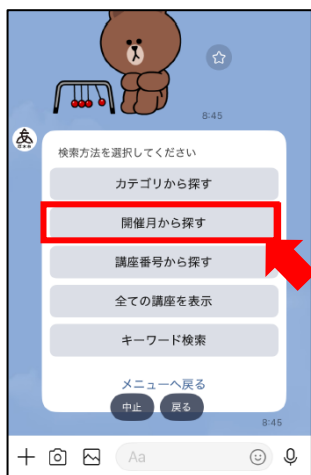 8:45
検索方法を選択してください
カテゴリから探す
開催月から探す
講座番号から探す
全ての講座を表示
キーワード検索
メニューへ戻る
中止 戻る
8:45
Aa